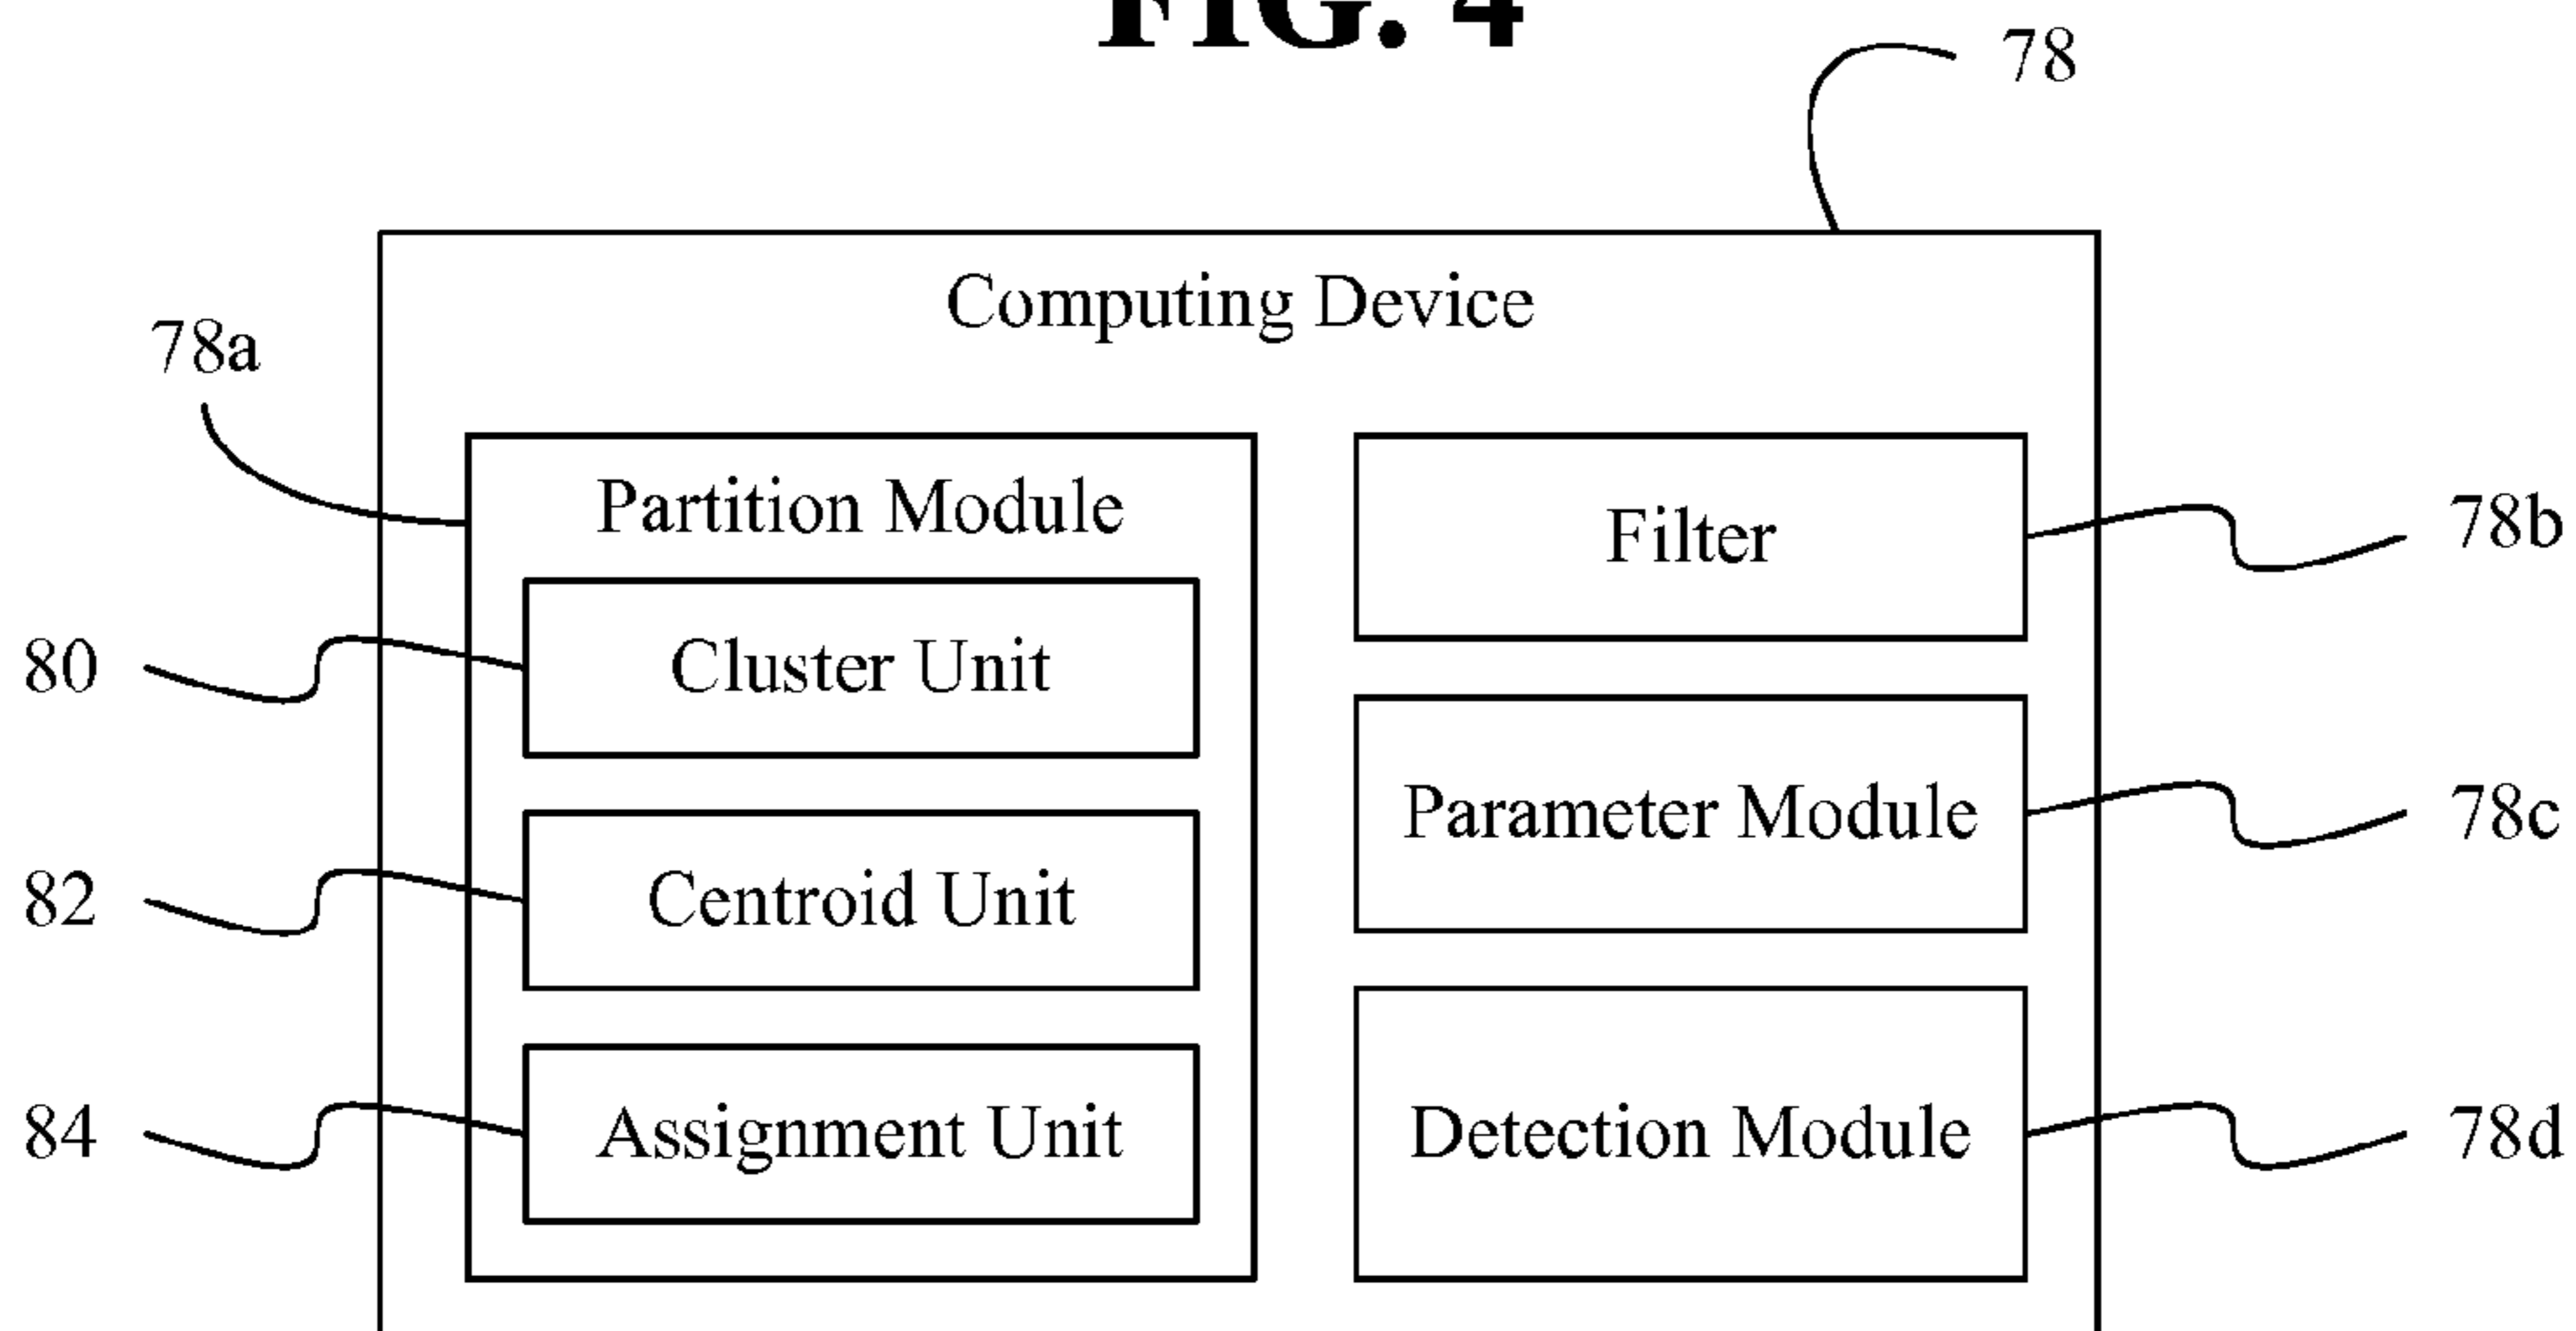 FIG. 4
78
Computing Device
78a
Partition Module
Filter
78b
80
Cluster Unit
Parameter Module
78c
82
Centroid Unit
84
Assignment Unit
Detection Module
78d